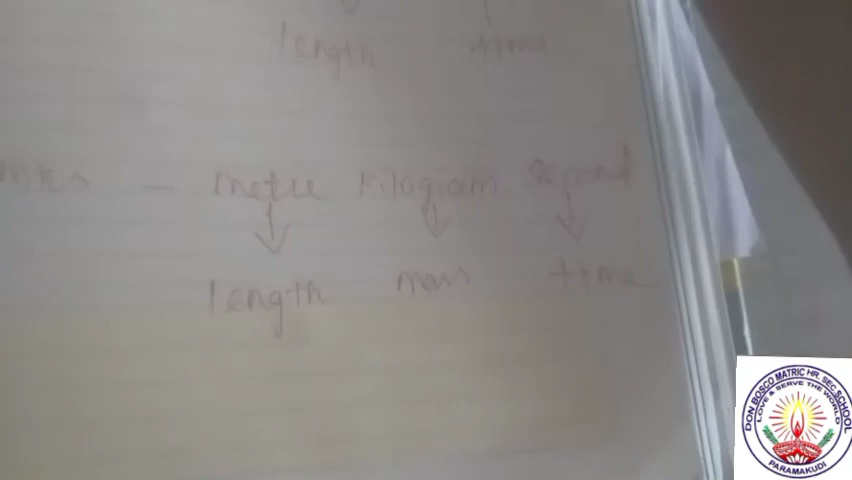 length time
mks - metre kilogram second
length mass time
DON BOSCO MATRIC HR. SEC. SCHOOL
LOVE & SERVE THE WORLD
PARAMAKUDI